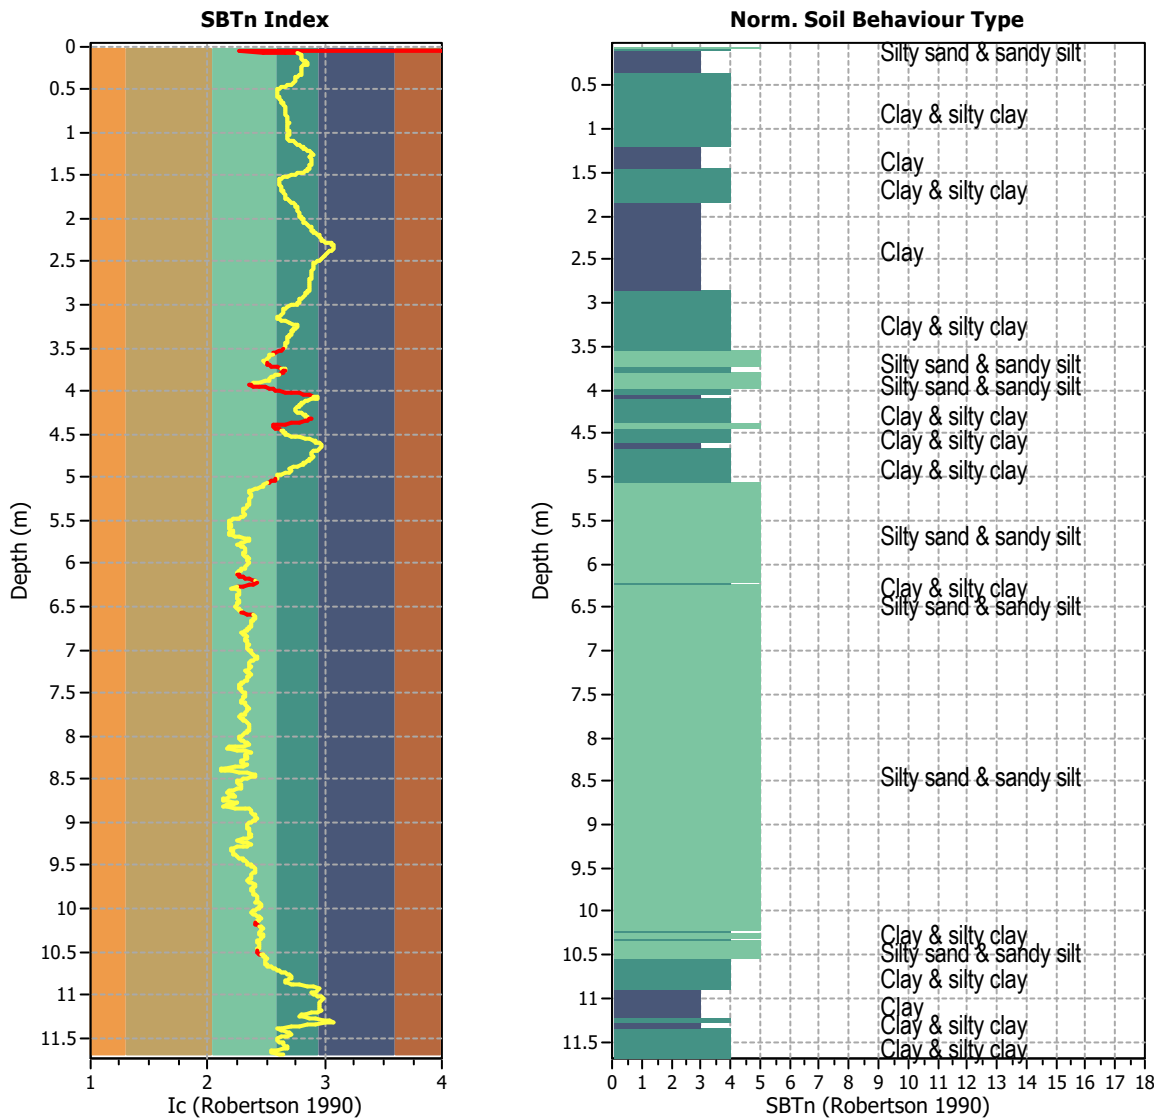 SBTn Index
0
0.5
1
1.5
2
2.5
3
3.5
4
4.5
5
5.5
6
6.5
7
7.5
8
8.5
9
9.5
10
10.5
11
11.5
Depth (m)
1 2 3 4
Ic (Robertson 1990)
Norm. Soil Behaviour Type
Silty sand & sandy silt
Clay & silty clay
Clay
Clay & silty clay
Clay
Clay & silty clay
Silty sand & sandy silt
Silty sand & sandy silt
Clay & silty clay
Clay & silty clay
Clay & silty clay
Silty sand & sandy silt
Clay & silty clay
Silty sand & sandy silt
Silty sand & sandy silt
Clay & silty clay
Silty sand & sandy silt
Clay & silty clay
Clay
Clay & silty clay
Clay & silty clay
0.5
1
1.5
2
2.5
3
3.5
4
4.5
5
5.5
6
6.5
7
7.5
8
8.5
9
9.5
10
10.5
11
11.5
Depth (m)
0 1 2 3 4 5 6 7 8 9 10 11 12 13 14 15 16 17 18
SBTn (Robertson 1990)